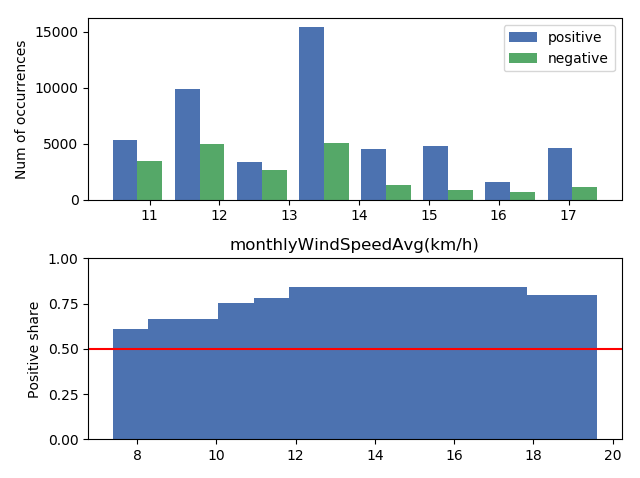 Num of occurrences
15000
10000
5000
0
positive
negative
11 12 13 14 15 16 17
monthlyWindSpeedAvg(km/h)
Positive share
1.00
0.75
0.50
0.25
0.00
8 10 12 14 16 18 20